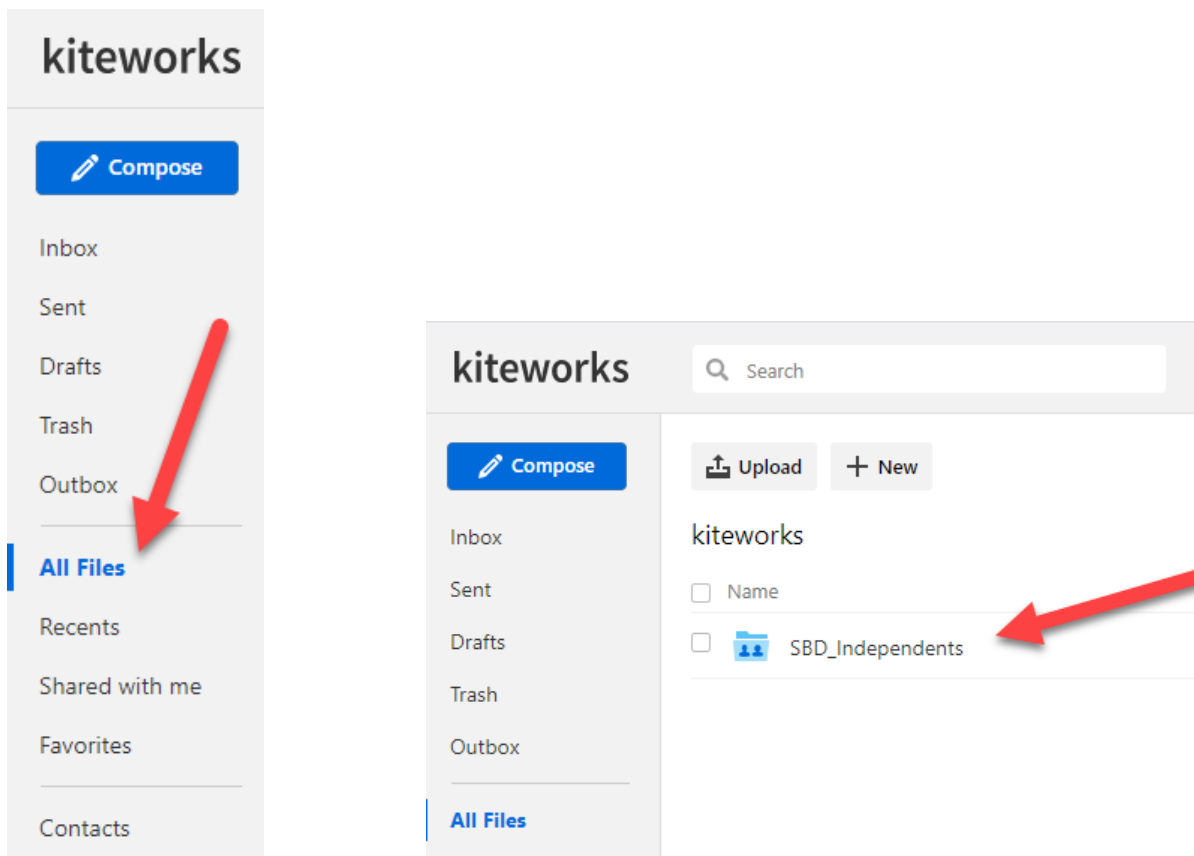 kiteworks
Compose
Inbox
Sent
Drafts
Trash
Outbox
All Files
Recents
Shared with me
Favorites
Contacts
kiteworks
Search
Compose
Upload
New
Inbox
Sent
Drafts
Trash
Outbox
All Files
kiteworks
Name
SBD_Independents